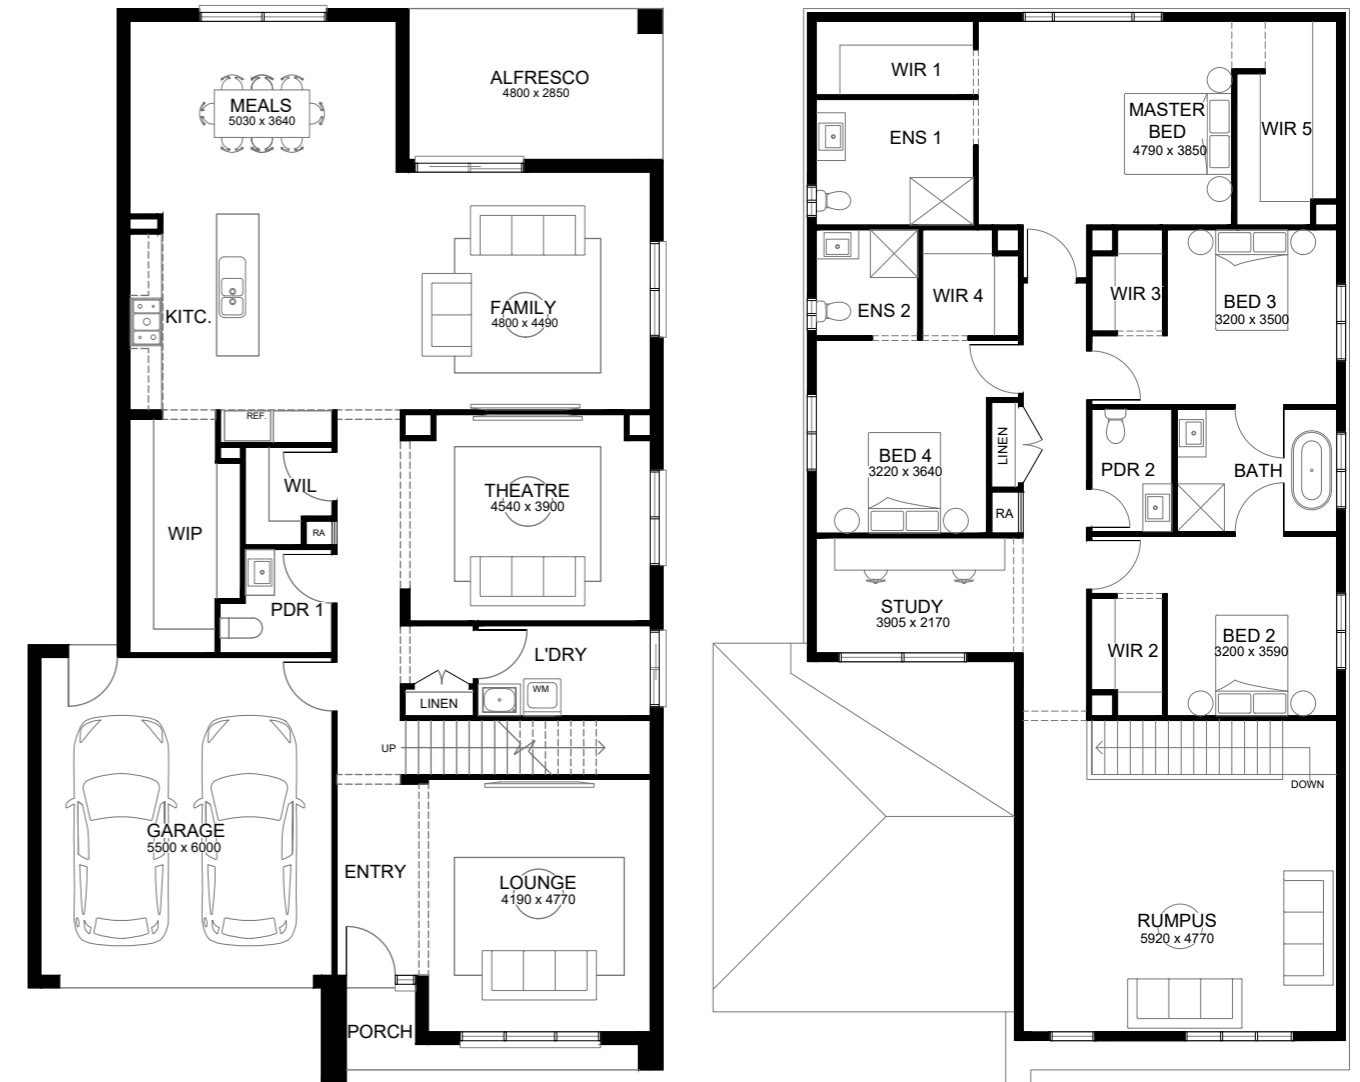 ALFRESCO
4800 x 2850
MEALS
5030 x 3640
KITC.
FAMILY
4800 x 4490
REF.
WIL
THEATRE
4540 x 3900
WIP
RA
PDR 1
L'DRY
WM
LINEN
UP
GARAGE
5500 x 6000
ENTRY
LOUNGE
4190 x 4770
PORCH
WIR 1
MASTER
BED
4790 x 3850
WIR 5
ENS 1
ENS 2
WIR 4
WIR 3
BED 3
3200 x 3500
BED 4
3220 x 3640
LINEN
PDR 2
BATH
RA
STUDY
3905 x 2170
WIR 2
BED 2
3200 x 3590
DOWN
RUMPUS
5920 x 4770